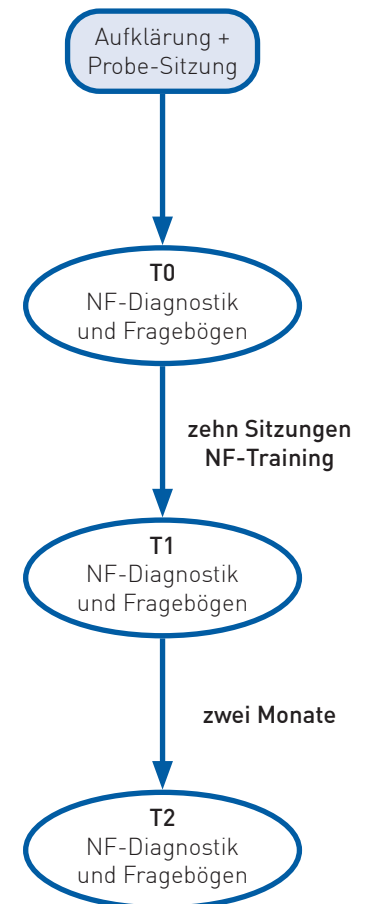 Aufklärung +
Probe-Sitzung
T0
NF-Diagnostik
und Fragebögen
zehn Sitzungen
NF-Training
T1
NF-Diagnostik
und Fragebögen
zwei Monate
T2
NF-Diagnostik
und Fragebögen